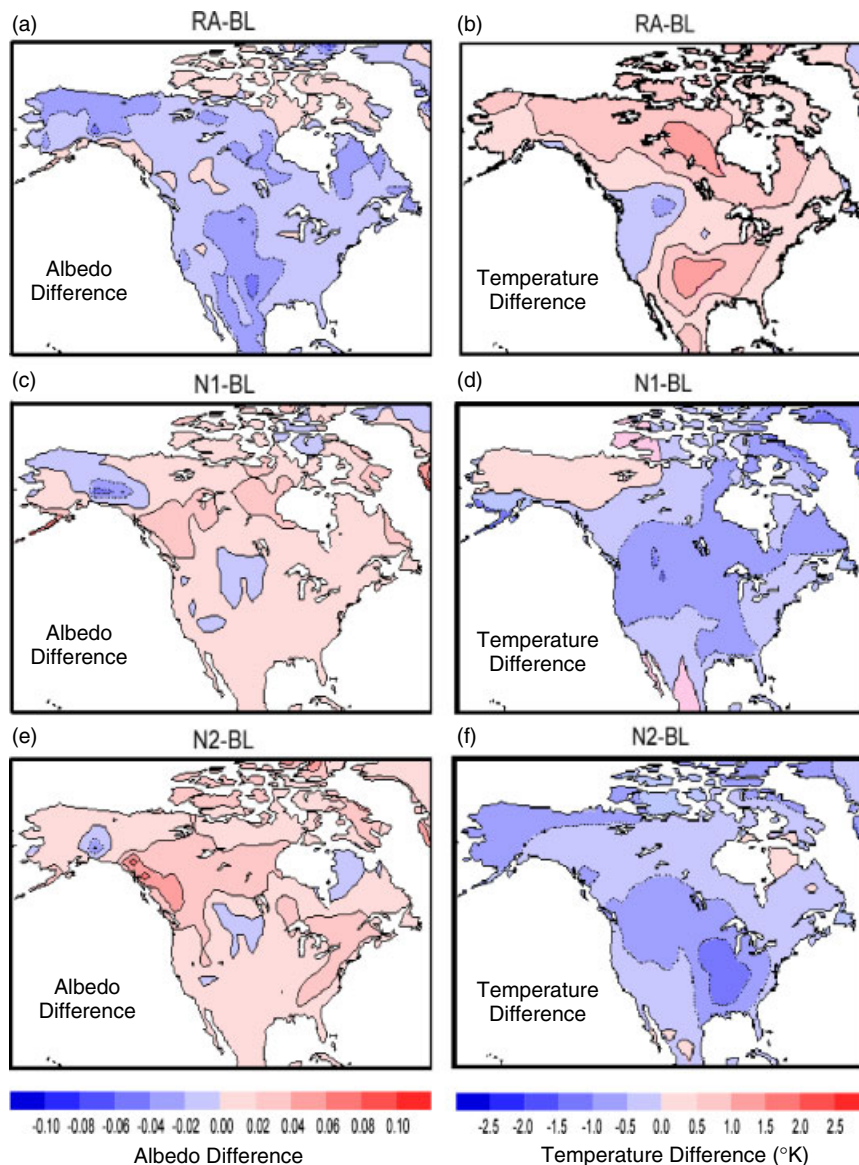 (a)
RA-BL
Albedo
Difference
(b)
RA-BL
Temperature
Difference
(c)
N1-BL
Albedo
Difference
(d)
N1-BL
Temperature
Difference
(e)
N2-BL
Albedo
Difference
(f)
N2-BL
Temperature
Difference
-0.10 -0.08 -0.06 -0.04 -0.02 0.00 0.02 0.04 0.06 0.08 0.10
Albedo Difference
-2.5 -2.0 -1.5 -1.0 -0.5 0.0 0.5 1.0 1.5 2.0 2.5
Temperature Difference (°K)